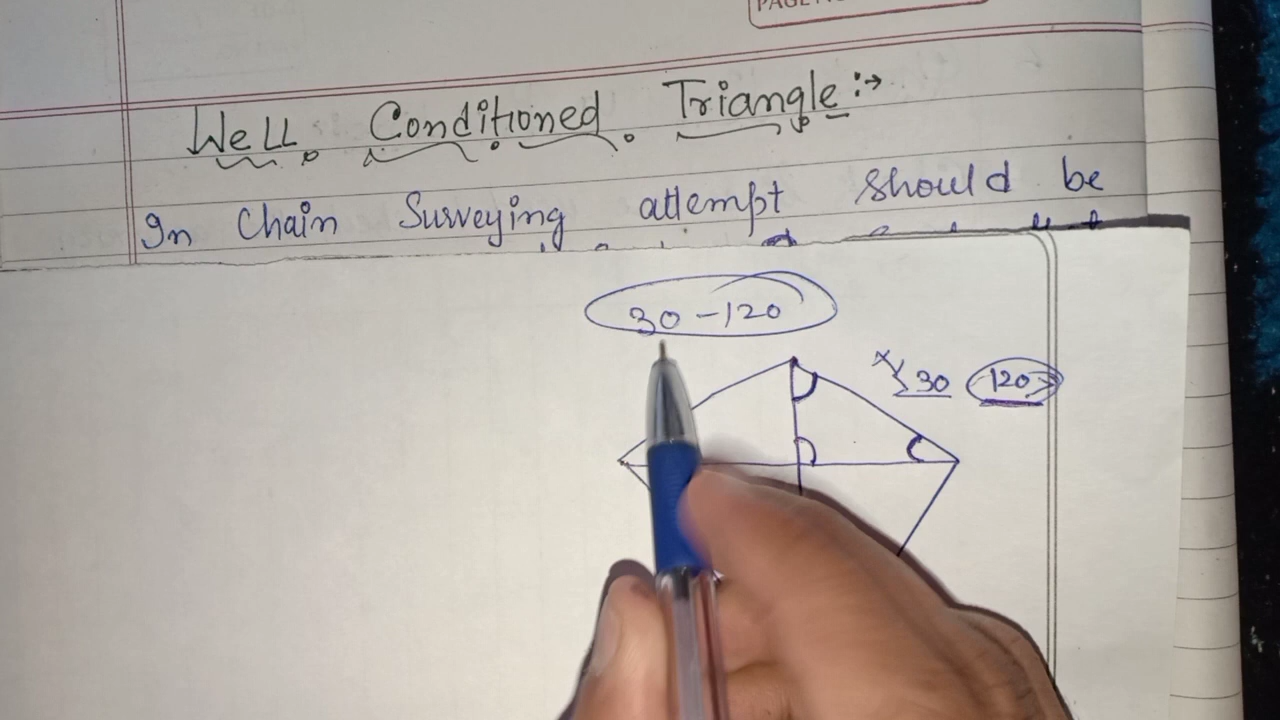 Well Conditioned Triangle :→
In Chain Surveying attempt should be
30 - 120
30 120